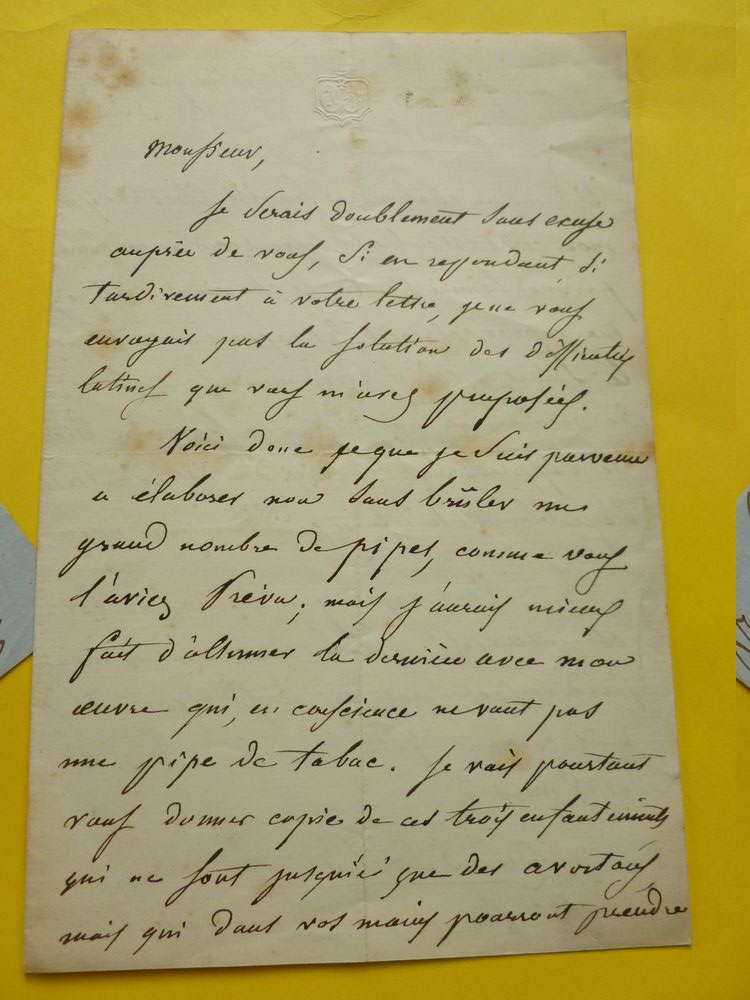 Monsieur,
Je serais doublement sans excuse
auprès de vous, si en repondant si
tardivement à votre lettre, je ne vous
envoyais pas la solution des
latines que vous m'avez proposées.
Voici donc ce que je suis parvenu
a élaborer non sans brûler un
grand nombre de pipes, comme vous
l'aviez prévu; mais j'aurais mieux
fait d'allumer la dernière avec mon
œuvre qui, en conscience ne vaut pas
une pipe de tabac. Je vais pourtant
vous donner copie de ces trois enfantements
qui ne sont jusqu'ici que des avortons,
mais qui dans vos mains pourront prendre